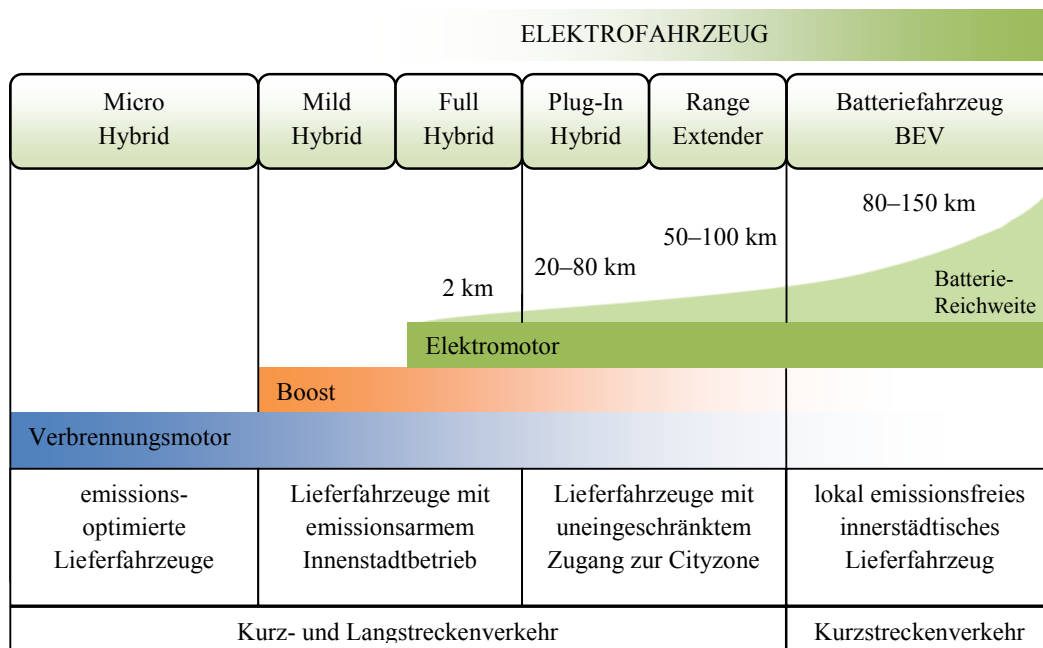 ELEKTROFAHRZEUG
Micro
Hybrid
Mild
Hybrid
Full
Hybrid
Plug-In
Hybrid
Range
Extender
Batteriefahrzeug
BEV
80–150 km
50–100 km
20–80 km
2 km
Batterie-
Reichweite
Elektromotor
Boost
Verbrennungsmotor
emissions-
optimierte
Lieferfahrzeuge
Lieferfahrzeuge mit
emissionsarmem
Innenstadtbetrieb
Lieferfahrzeuge mit
uneingeschränktem
Zugang zur Cityzone
lokal emissionsfreies
innerstädtisches
Lieferfahrzeug
Kurz- und Langstreckenverkehr
Kurzstreckenverkehr